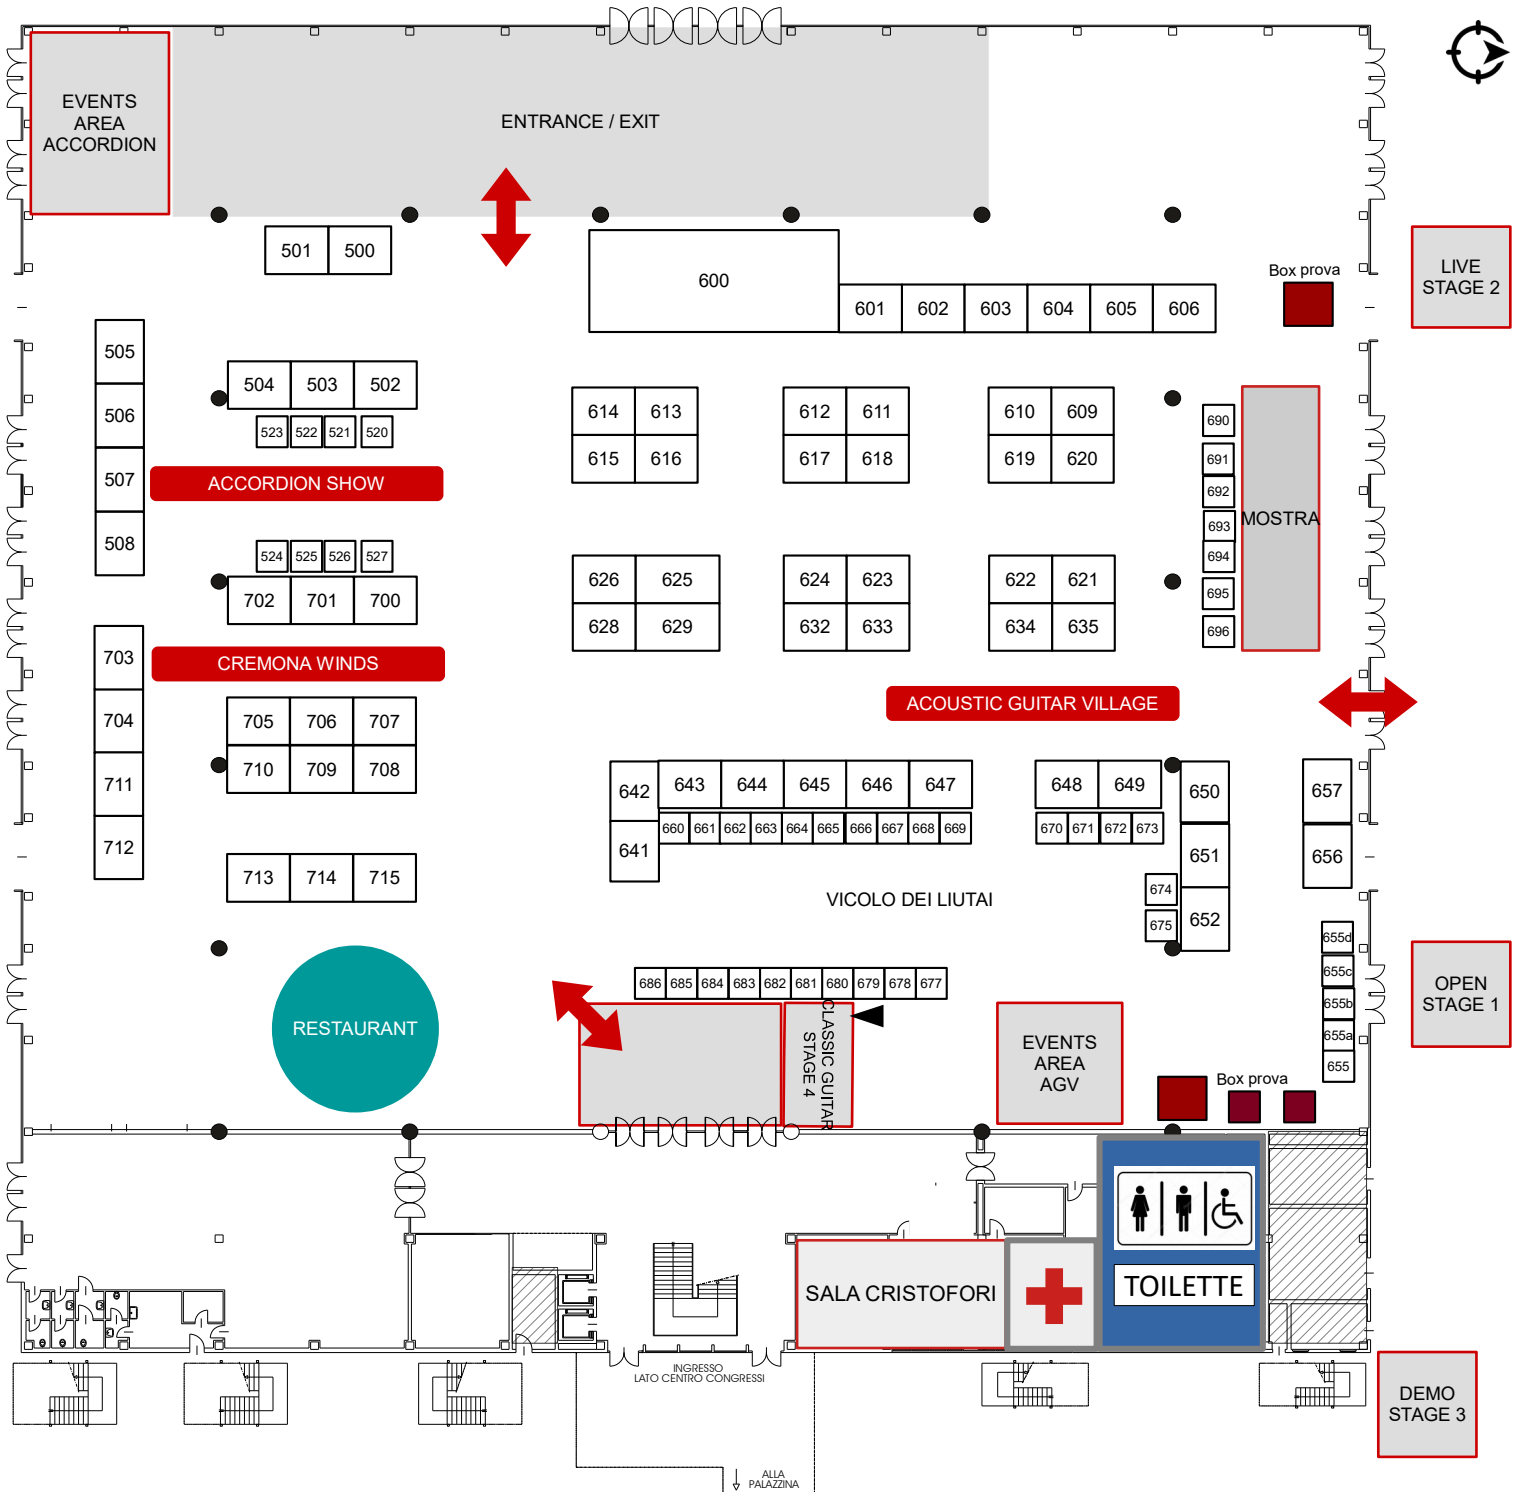 EVENTS
AREA
ACCORDION
ENTRANCE / EXIT
501 500
600
601 602 603 604 605 606
Box prova
LIVE
STAGE 2
505
506
507
508
504 503 502
523 522 521 520
ACCORDION SHOW
524 525 526 527
702 701 700
CREMONA WINDS
703
704
711
712
705 706 707
710 709 708
713 714 715
614 613
615 616
612 611
617 618
610 609
619 620
690
691
692
693
694
695
696
MOSTRA
626 625
628 629
624 623
632 633
622 621
634 635
ACOUSTIC GUITAR VILLAGE
642
641
643 644 645 646 647
660 661 662 663 664 665 666 667 668 669
648 649
670 671 672 673
650
651
652
674
675
657
656
VICOLO DEI LIUTAI
655d
655c
655b
655a
655
OPEN
STAGE 1
686 685 684 683 682 681 680 679 678 677
RESTAURANT
CLASSIC GUITAR
STAGE 4
EVENTS
AREA
AGV
Box prova
TOILETTE
SALA CRISTOFORI
INGRESSO
LATO CENTRO CONGRESSI
DEMO
STAGE 3
ALLA
PALAZZINA